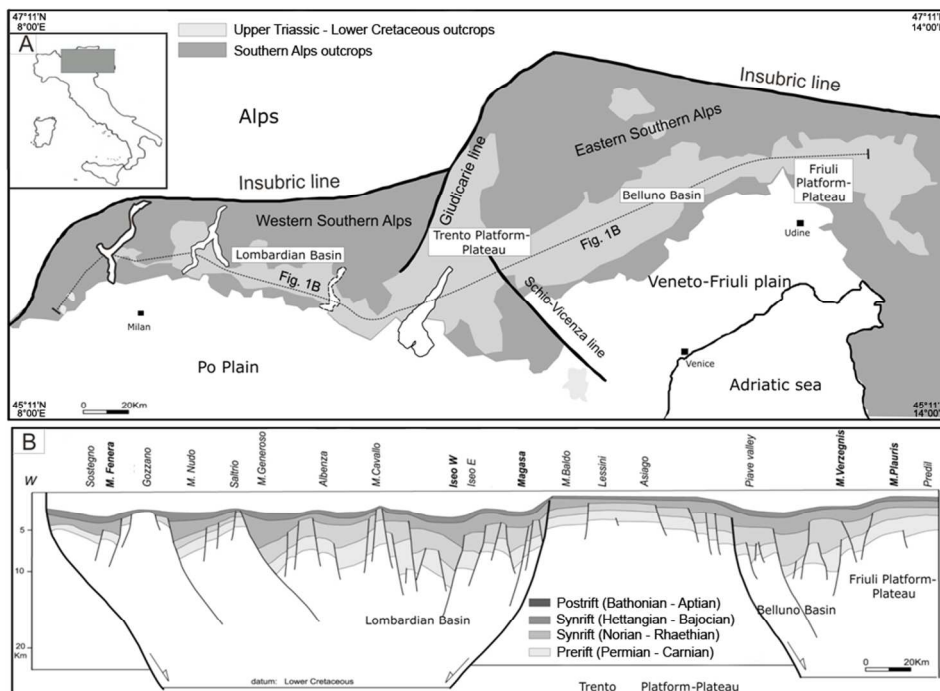 47°11'N
8°00'E
47°11'N
14°00'E
A
Upper Triassic - Lower Cretaceous outcrops
Southern Alps outcrops
Alps
Insubric line
Insubric line
Eastern Southern Alps
Giudicarie line
Western Southern Alps
Belluno Basin
Friuli
Platform-
Plateau
Lombardian Basin
Trento Platform-
Plateau
Fig. 1B
Fig. 1B
Udine
Schio-Vicenza line
Veneto-Friuli plain
Milan
Venice
Po Plain
Adriatic sea
45°11'N
8°00'E
0 20Km
45°11'N
14°00'E
B
W
Sostegno
M. Fenera
Gozzano
M. Nudo
Saltrio
M.Generoso
Albenza
M.Cavallo
Iseo W
Iseo E
Magasa
M.Baldo
Lessini
Asiago
Piave valley
M.Verzegnis
M.Plauris
Predil
5
10
20
Km
Lombardian Basin
Postrift (Bathonian - Aptian)
Synrift (Hettangian - Bajocian)
Synrift (Norian - Rhaethian)
Prerift (Permian - Carnian)
Belluno Basin
Friuli Platform-
Plateau
0 20Km
datum: Lower Cretaceous
Trento Platform-Plateau